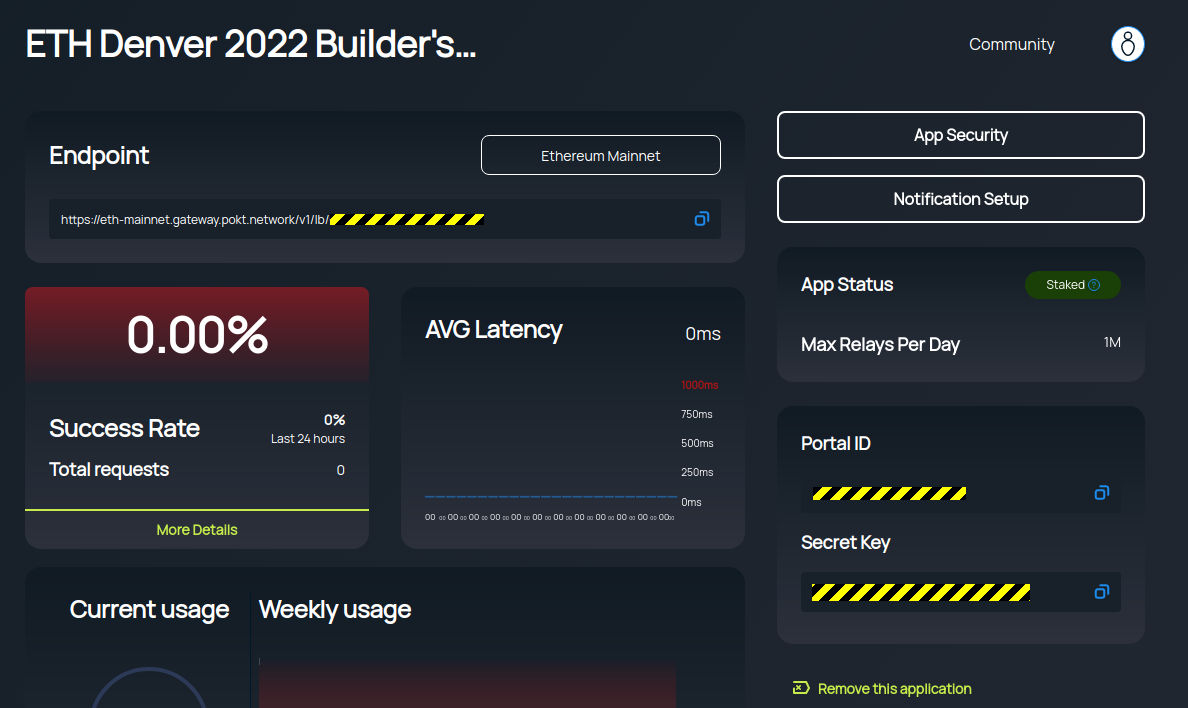 ETH Denver 2022 Builder's...
Community
Endpoint
Ethereum Mainnet
https://eth-mainnet.gateway.pokt.network/v1/lb/
App Security
Notification Setup
App Status
Staked ?
Max Relays Per Day
1M
0.00%
Success Rate
0%
Last 24 hours
Total requests
0
More Details
AVG Latency
0ms
1000ms
750ms
500ms
250ms
0ms
00 00 00 00 00 00 00 00 00 00 00 00 00 00 00 00 00 00 00 00 00 00 00 00
Portal ID
Secret Key
Current usage
Weekly usage
Remove this application